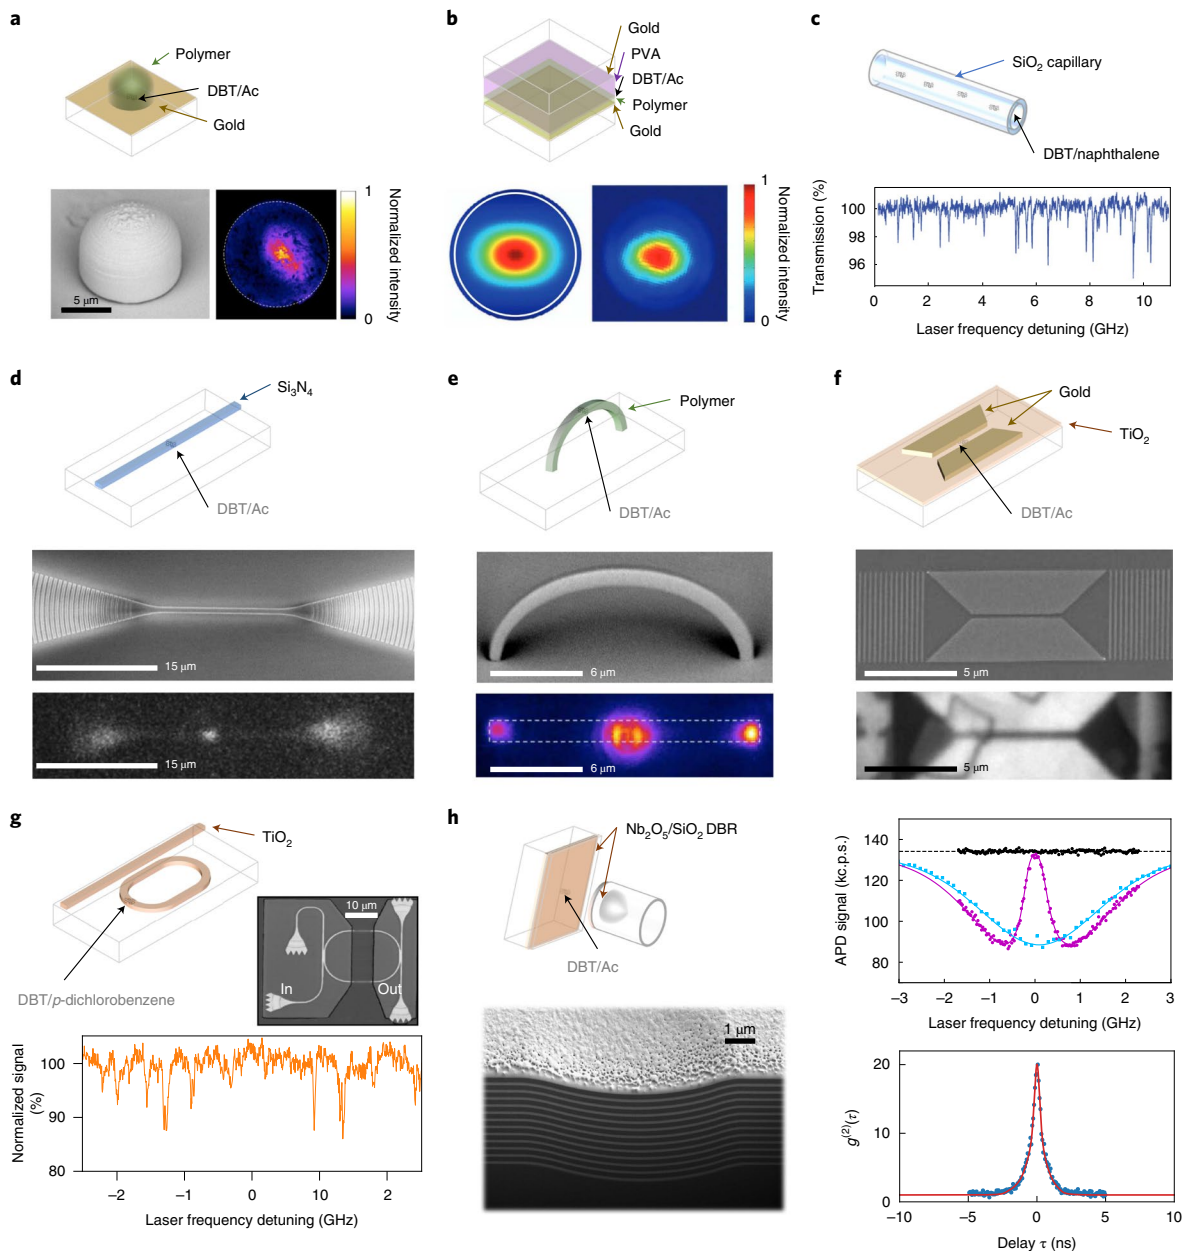 a
Polymer
DBT/Ac
Gold
5 μm
1
Normalized intensity
0
b
Gold
PVA
DBT/Ac
Polymer
Gold
1
Normalized intensity
0
c
SiO2 capillary
DBT/naphthalene
Transmission (%)
100
98
96
0 2 4 6 8 10
Laser frequency detuning (GHz)
d
Si3N4
DBT/Ac
15 μm
15 μm
e
Polymer
DBT/Ac
6 μm
6 μm
f
Gold
TiO2
DBT/Ac
5 μm
5 μm
g
TiO2
DBT/p-dichlorobenzene
10 μm
In
Out
Normalized signal
(%)
100
90
80
−2 −1 0 10 2
Laser frequency detuning (GHz)
h
Nb2O5/SiO2 DBR
DBT/Ac
1 μm
APD signal (kc.p.s.)
140
120
100
80
−3 −2 −1 0 1 2 3
Laser frequency detuning (GHz)
g(2)(τ)
20
10
0
−10 −5 0 5 10
Delay τ (ns)